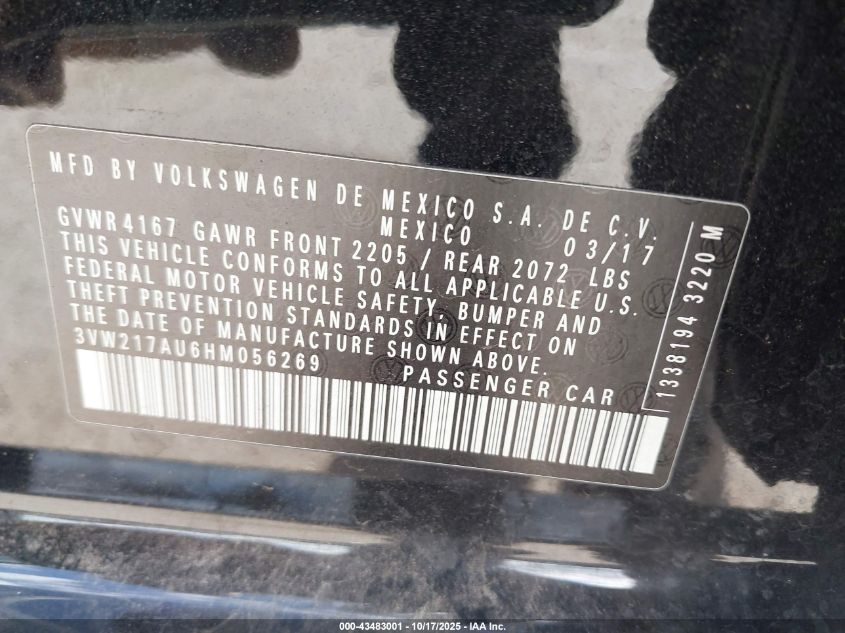 MFD BY VOLKSWAGEN DE MEXICO S.A. DE C.V.
MEXICO 03/17
GVWR 4167 GAWR FRONT 2205 / REAR 2072 LBS
THIS VEHICLE CONFORMS TO ALL APPLICABLE U.S.
FEDERAL MOTOR VEHICLE SAFETY, BUMPER AND
THEFT PREVENTION STANDARDS IN EFFECT ON
THE DATE OF MANUFACTURE SHOWN ABOVE.
3VW217AU6HM056269 PASSENGER CAR
1338194 3220 M
000-43483001 - 10/17/2025 - IAA Inc.